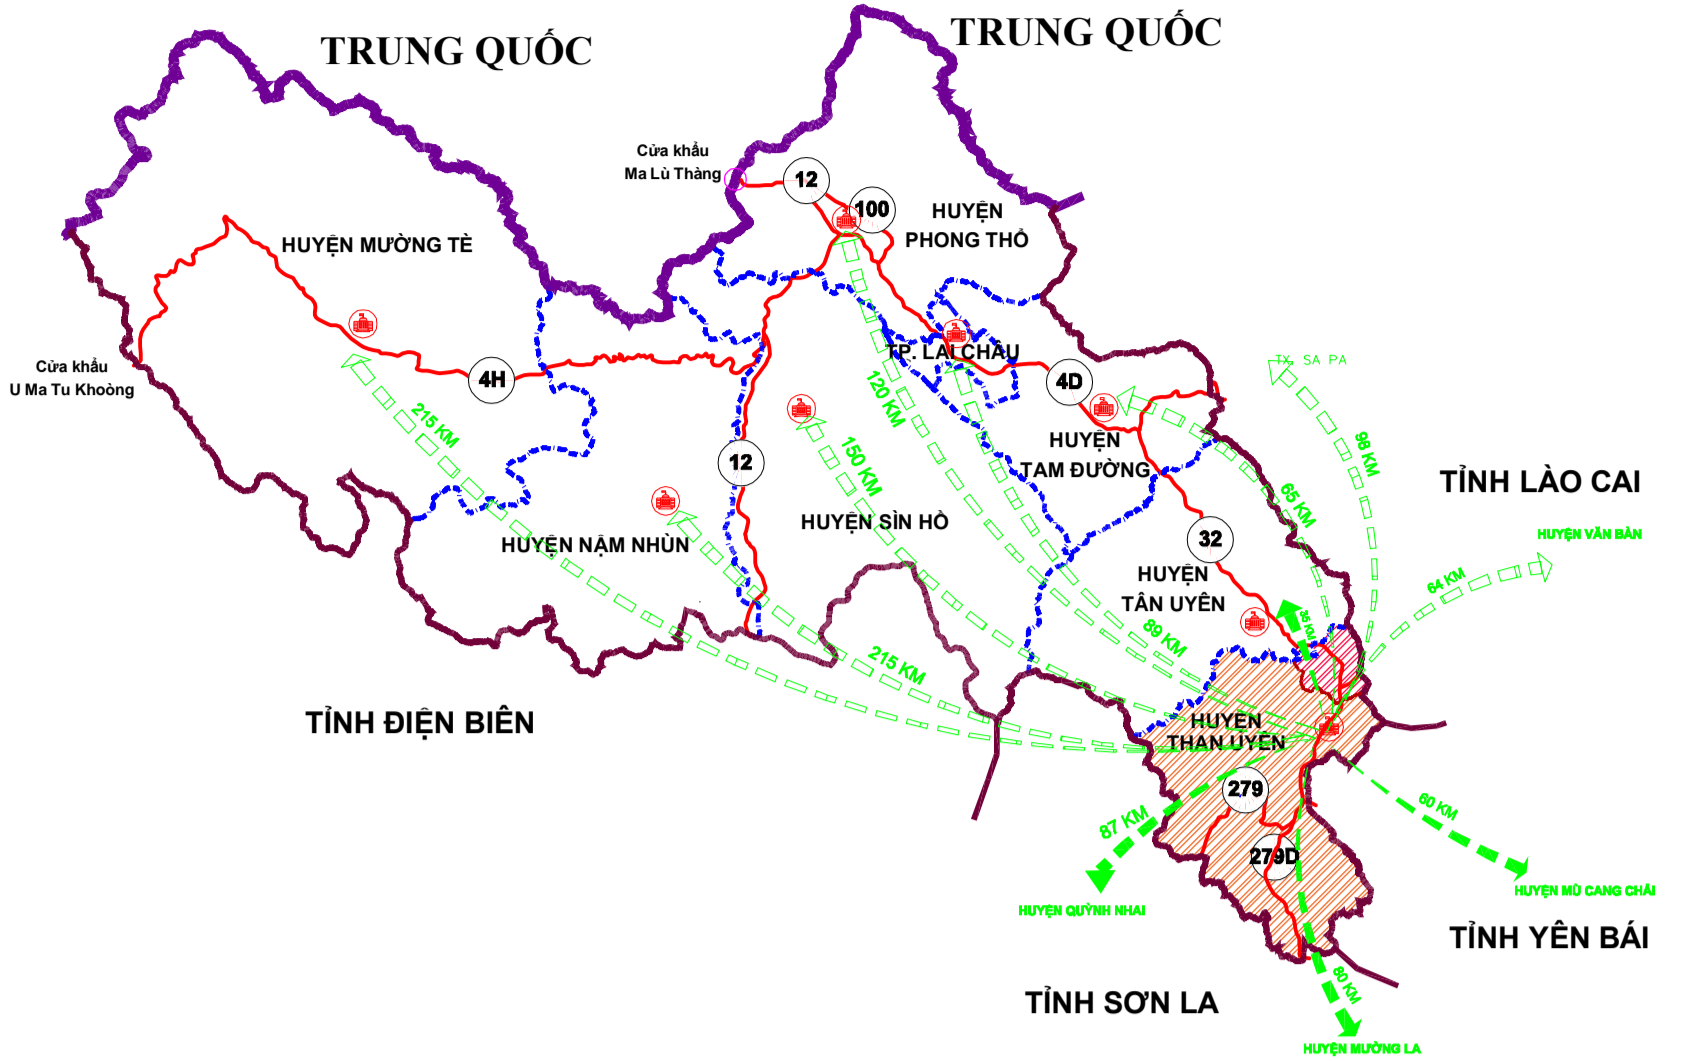 TRUNG QUỐC
TRUNG QUỐC
Cửa khẩu
Ma Lù Thàng
12
100
HUYỆN
PHONG THỔ
HUYỆN MƯỜNG TÈ
TP. LAI CHÂU
TX. SA PA
Cửa khẩu
U Ma Tu Khoòng
4H
4D
215 KM
120 KM
98 KM
HUYỆN
TAM ĐƯỜNG
12
150 KM
65 KM
TỈNH LÀO CAI
HUYỆN SÌN HỒ
HUYỆN NẬM NHÙN
32
HUYỆN VĂN BÀN
HUYỆN
TÂN UYÊN
64 KM
35 KM
89 KM
215 KM
TỈNH ĐIỆN BIÊN
HUYỆN
THAN UYÊN
279
87 KM
60 KM
279D
HUYỆN MÙ CANG CHẢI
HUYỆN QUỲNH NHAI
TỈNH YÊN BÁI
80 KM
TỈNH SƠN LA
HUYỆN MƯỜNG LA